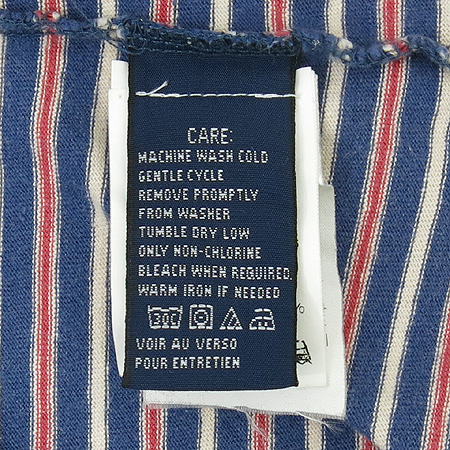 CARE:
MACHINE WASH COLD
GENTLE CYCLE
REMOVE PROMPTLY
FROM WASHER
TUMBLE DRY LOW
ONLY NON-CHLORINE
BLEACH WHEN REQUIRED.
WARM IRON IF NEEDED
30C
VOIR AU VERSO
POUR ENTRETIEN